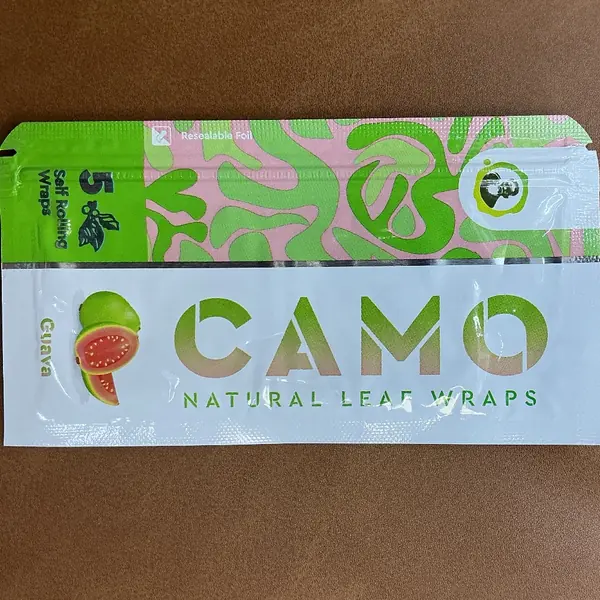 Resealable Foil
5
Self Rolling
Wraps
CAMO
NATURAL LEAF WRAPS
Guava